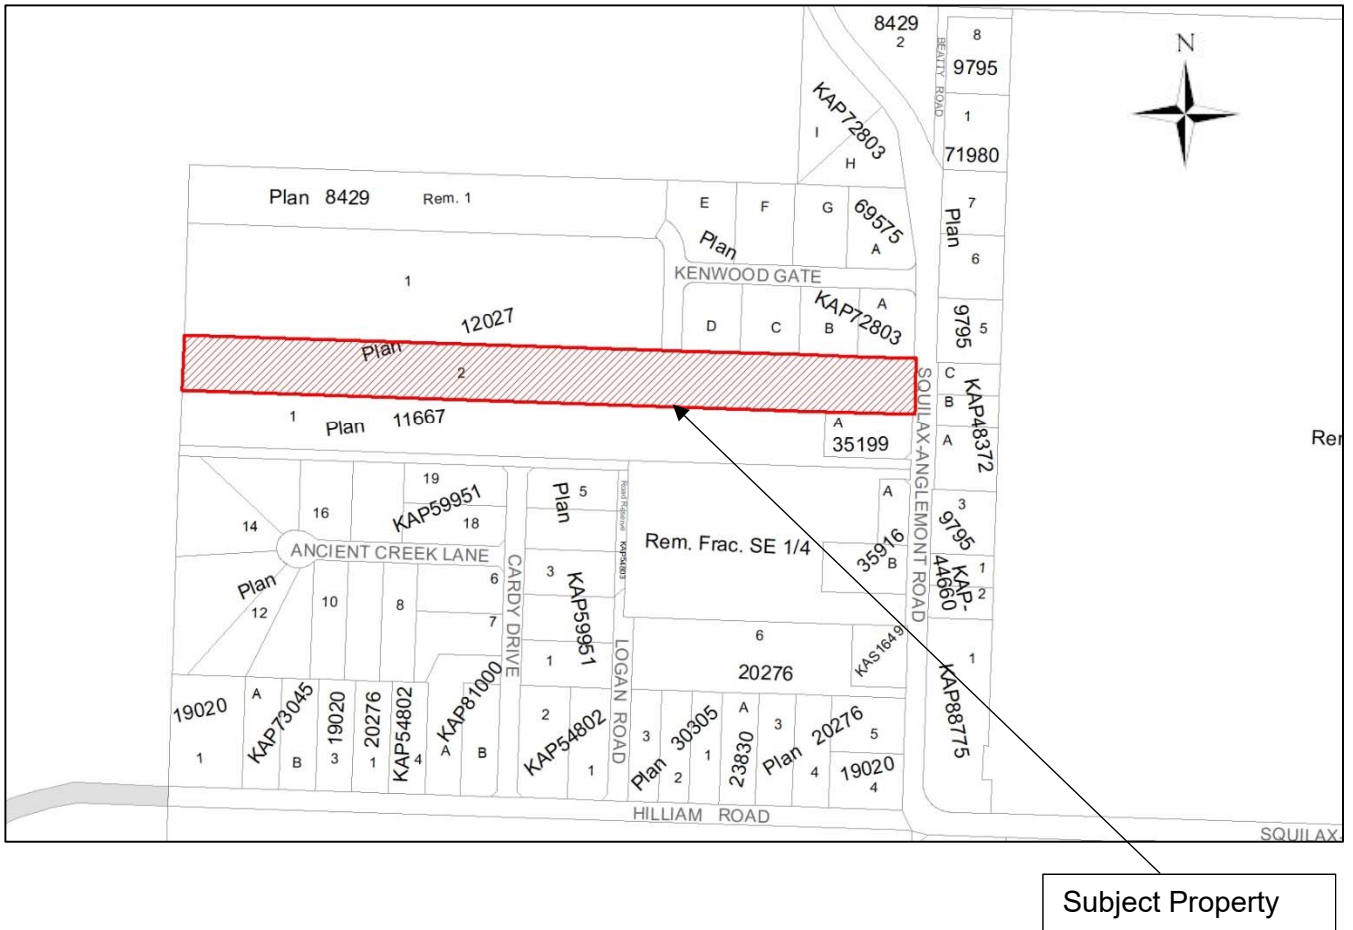 8429
2
BEATTY ROAD
8
9795
N
KAP72803
I
H
1
71980
Plan 8429 Rem. 1
E
F
G
69575
A
Plan
7
Plan
6
KENWOOD GATE
1
12027
D
C
B
A
KAP72803
9795
5
Plan
2
SQUILAX-ANGLEMONT ROAD
C
B
A
KAP48372
1
Plan 11667
A
35199
Rem
19
KAP59951
18
16
14
Plan
5
Road Reserve KAP54803
Rem. Frac. SE 1/4
A
35916
B
3
9795
1
KAP-
44660
2
ANCIENT CREEK LANE
Plan
12
10
8
6
7
CARDY DRIVE
3
KAP59951
1
LOGAN ROAD
6
20276
KAS1649
1
KAP88775
19020
1
A
KAP73045
B
19020
3
20276
1
KAP54802
4
KAP81000
A
B
2
KAP54802
1
3
Plan 30305
2
1
A
23830
3
Plan 20276
4
5
19020
4
HILLIAM ROAD
SQUILAX-
Subject Property